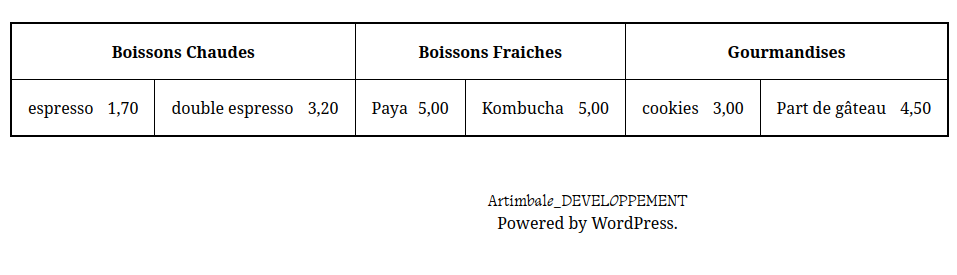 Boissons Chaudes Boissons Fraiches Gourmandises
espresso 1,70 double espresso 3,20 Paya 5,00 Kombucha 5,00 cookies 3,00 Part de gâteau 4,50
Artimbale_DEVELOPPEMENT
Powered by WordPress.